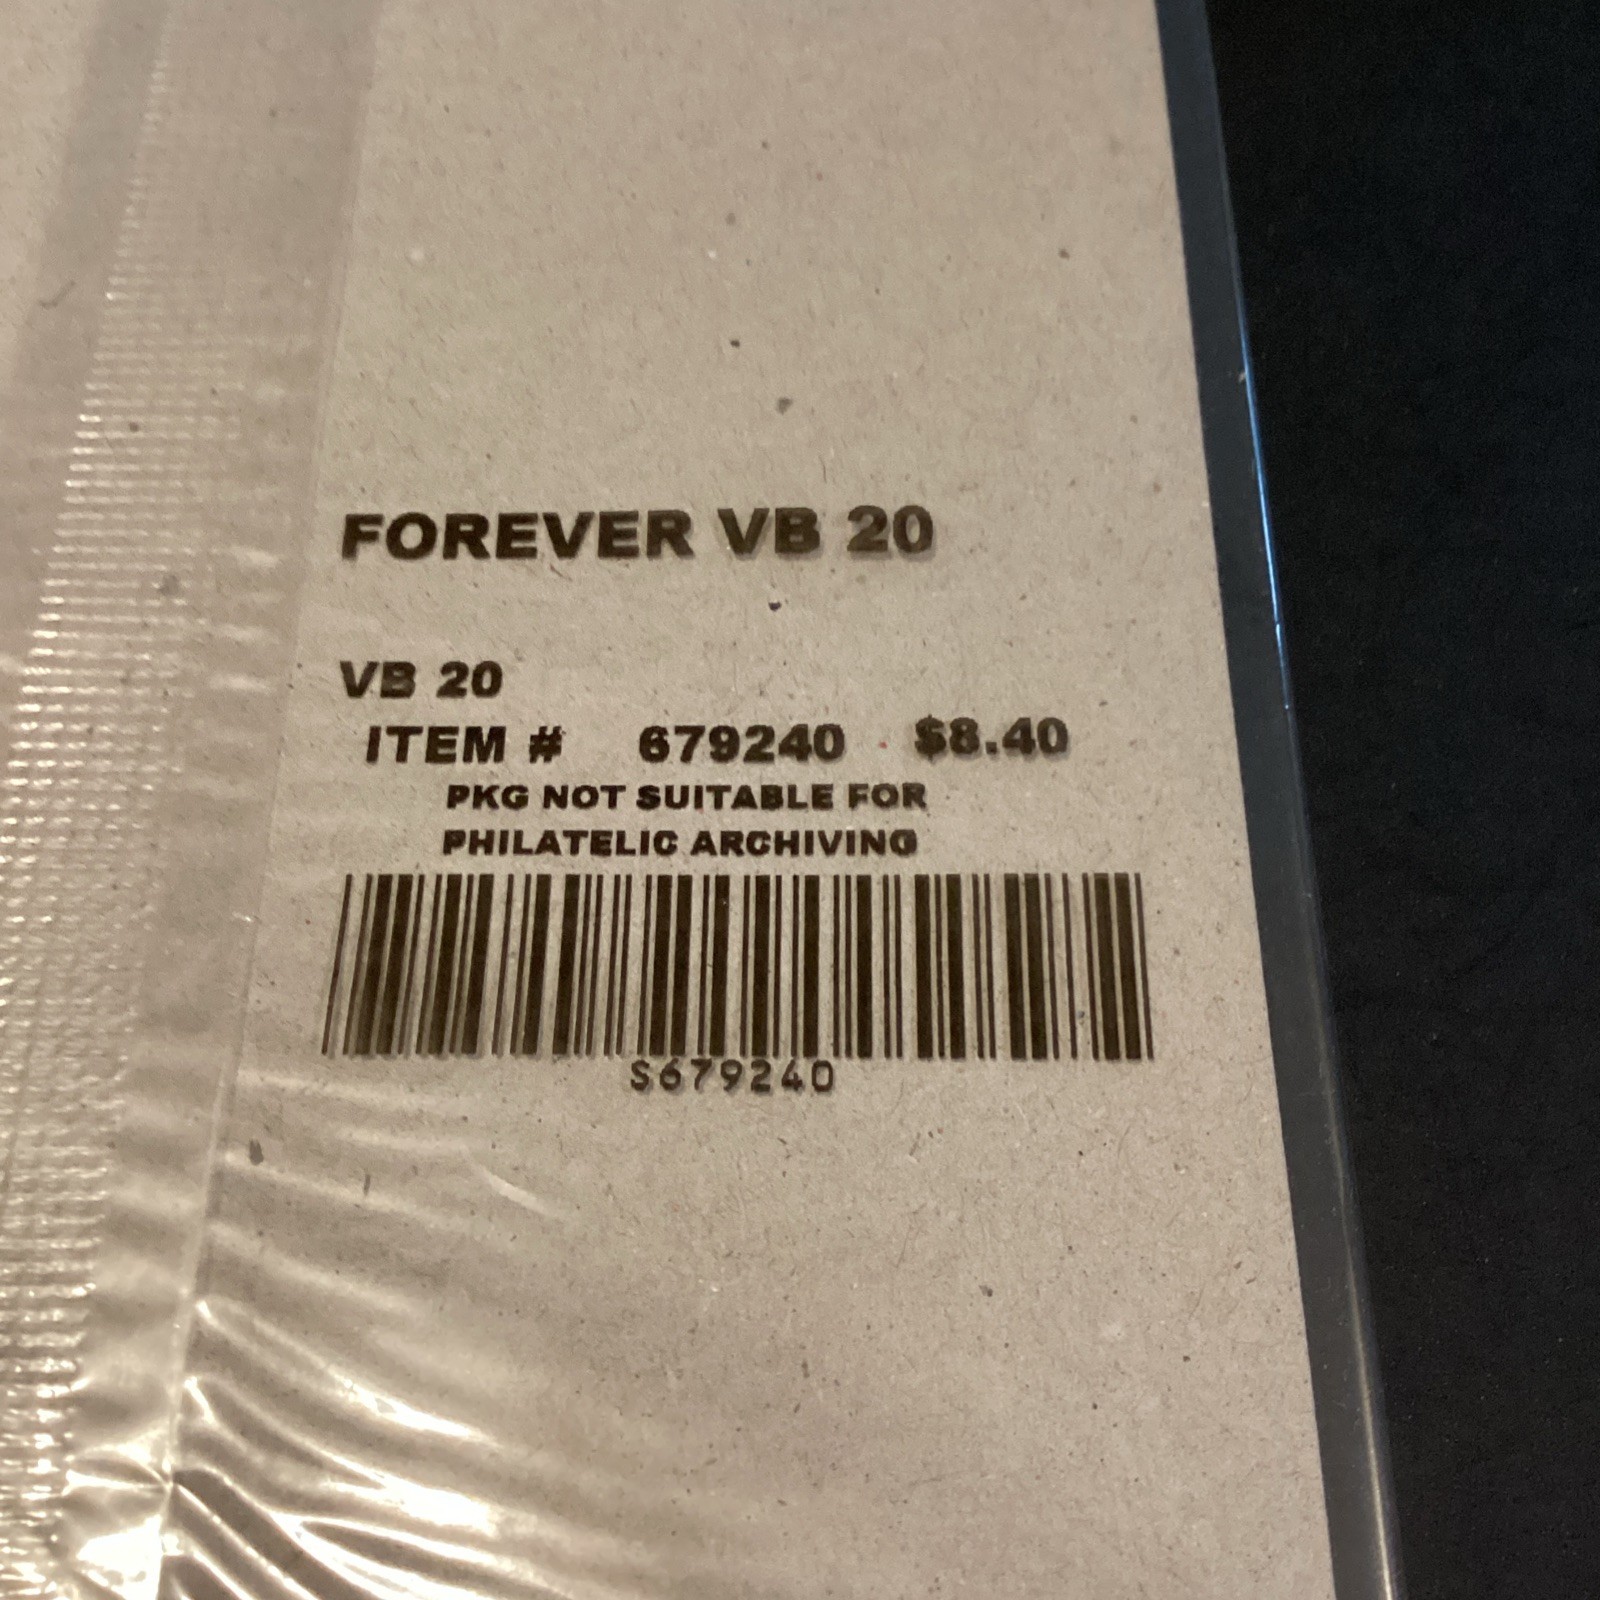 FOREVER VB 20
VB 20
ITEM # 679240 $8.40
PKG NOT SUITABLE FOR
PHILATELIC ARCHIVING
S679240